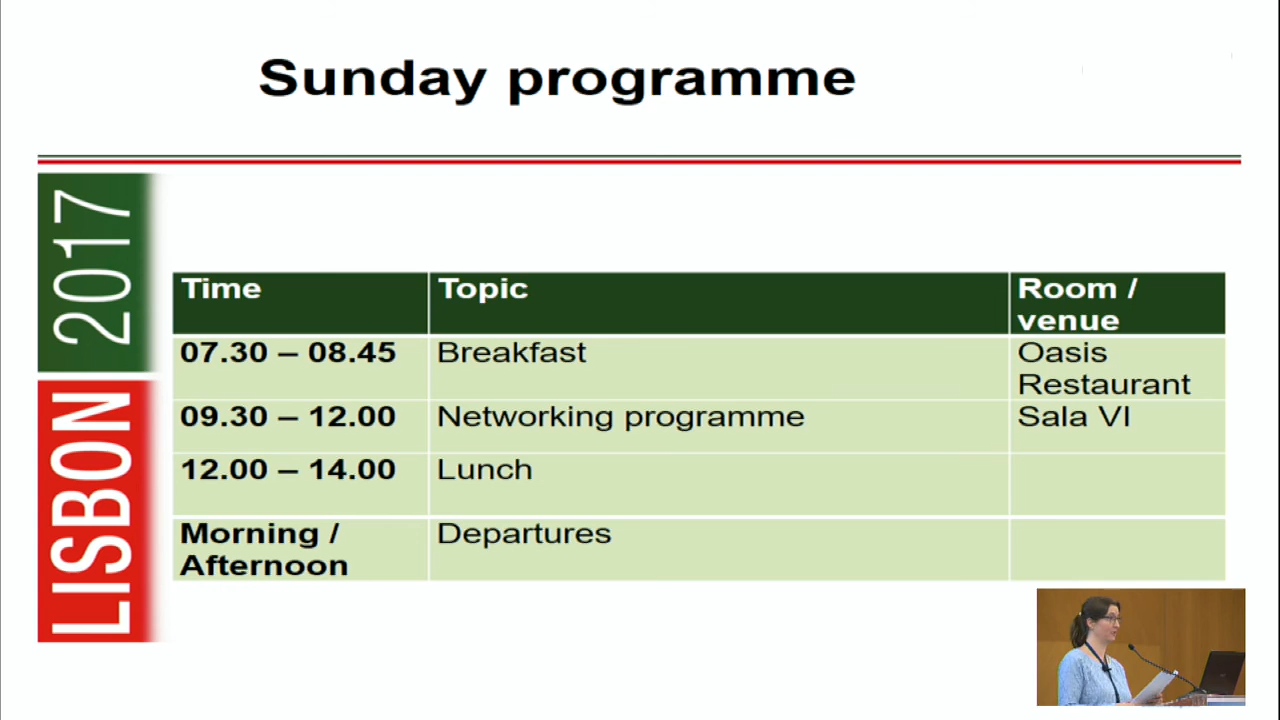 Sunday programme
2017
LISBON
Time
Topic
Room /
venue
07.30 – 08.45
Breakfast
Oasis
Restaurant
09.30 – 12.00
Networking programme
Sala VI
12.00 – 14.00
Lunch
Morning /
Afternoon
Departures